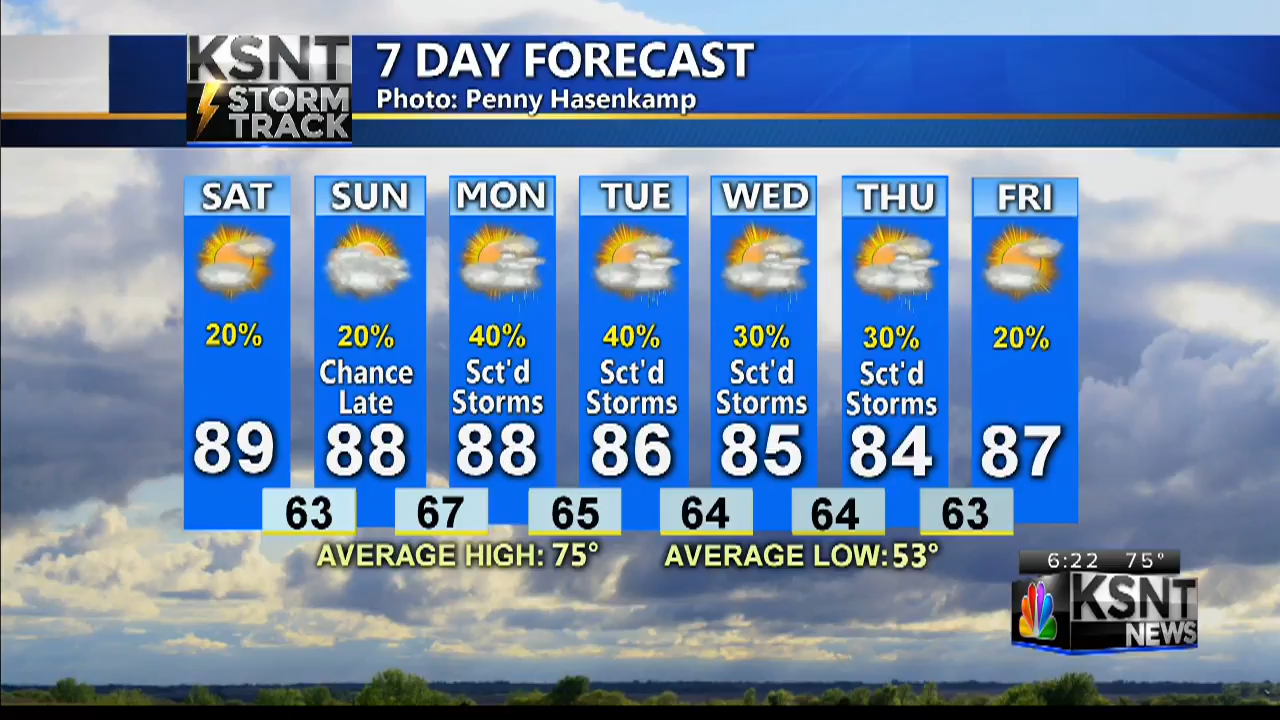 KSNT
STORM
TRACK
7 DAY FORECAST
Photo: Penny Hasenkamp
SAT SUN MON TUE WED THU FRI
20% 20% 40% 40% 30% 30% 20%
Chance Sct'd Sct'd Sct'd Sct'd
Late Storms Storms Storms Storms
89 88 88 86 85 84 87
63 67 65 64 64 63
AVERAGE HIGH: 75° AVERAGE LOW: 53°
6:22 75°
KSNT
NEWS